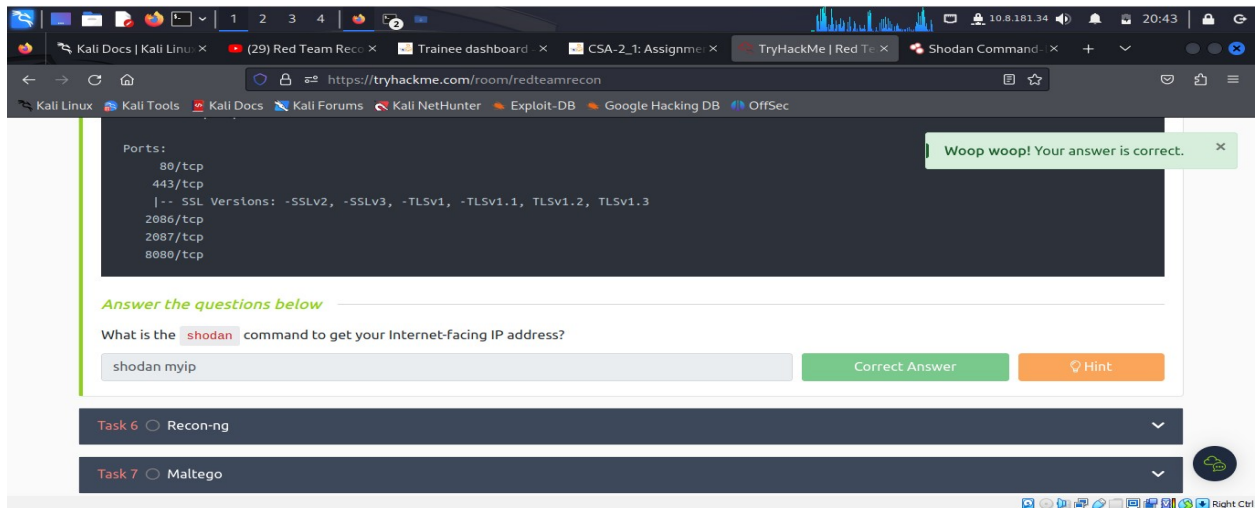 1 2 3 4 2 10.8.181.34 20:43
Kali Docs | Kali Linux (29) Red Team Reco Trainee dashboard - CSA-2_1: Assignmen TryHackMe | Red Te Shodan Command-
https://tryhackme.com/room/redteamrecon
Kali Linux Kali Tools Kali Docs Kali Forums Kali NetHunter Exploit-DB Google Hacking DB OffSec
Woop woop! Your answer is correct.
Ports:
80/tcp
443/tcp
|-- SSL Versions: -SSLv2, -SSLv3, -TLSv1, -TLSv1.1, TLSv1.2, TLSv1.3
2086/tcp
2087/tcp
8080/tcp
Answer the questions below
What is the shodan command to get your Internet-facing IP address?
shodan myip Correct Answer Hint
Task 6 Recon-ng
Task 7 Maltego
Right Ctrl